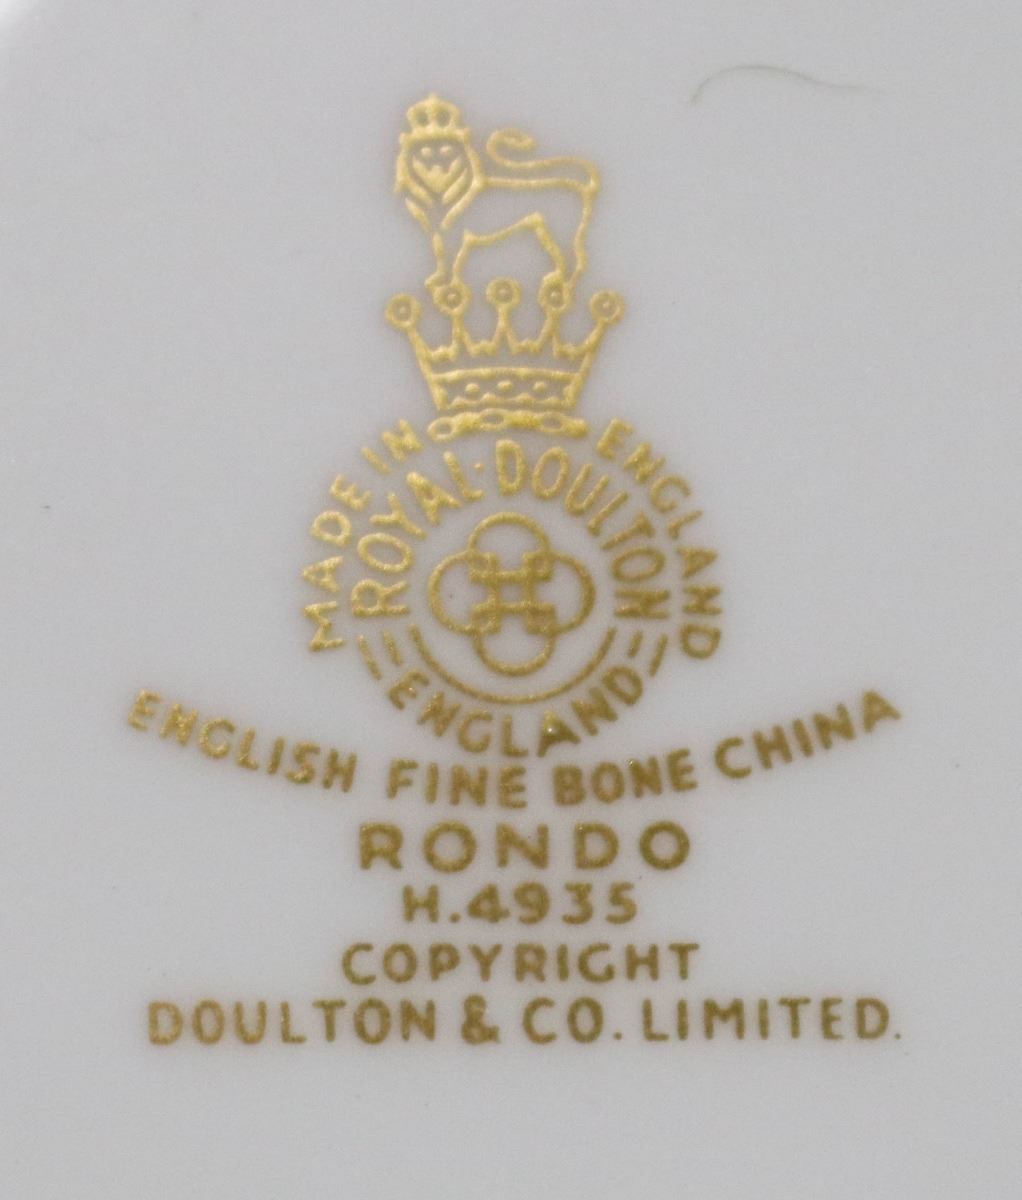 MADE IN ENGLAND
ROYAL·DOULTON
ENGLAND
ENGLISH FINE BONE CHINA
RONDO
H.4935
COPYRIGHT
DOULTON & CO. LIMITED.